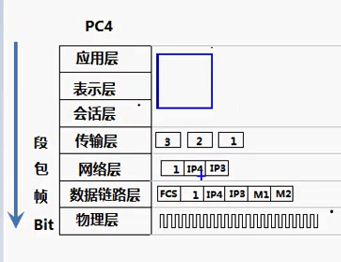 PC4
应用层
表示层
会话层
段 传输层 3 2 1
包 网络层 1 IP4 IP3
帧 数据链路层 FCS 1 IP4 IP3 M1 M2
Bit 物理层